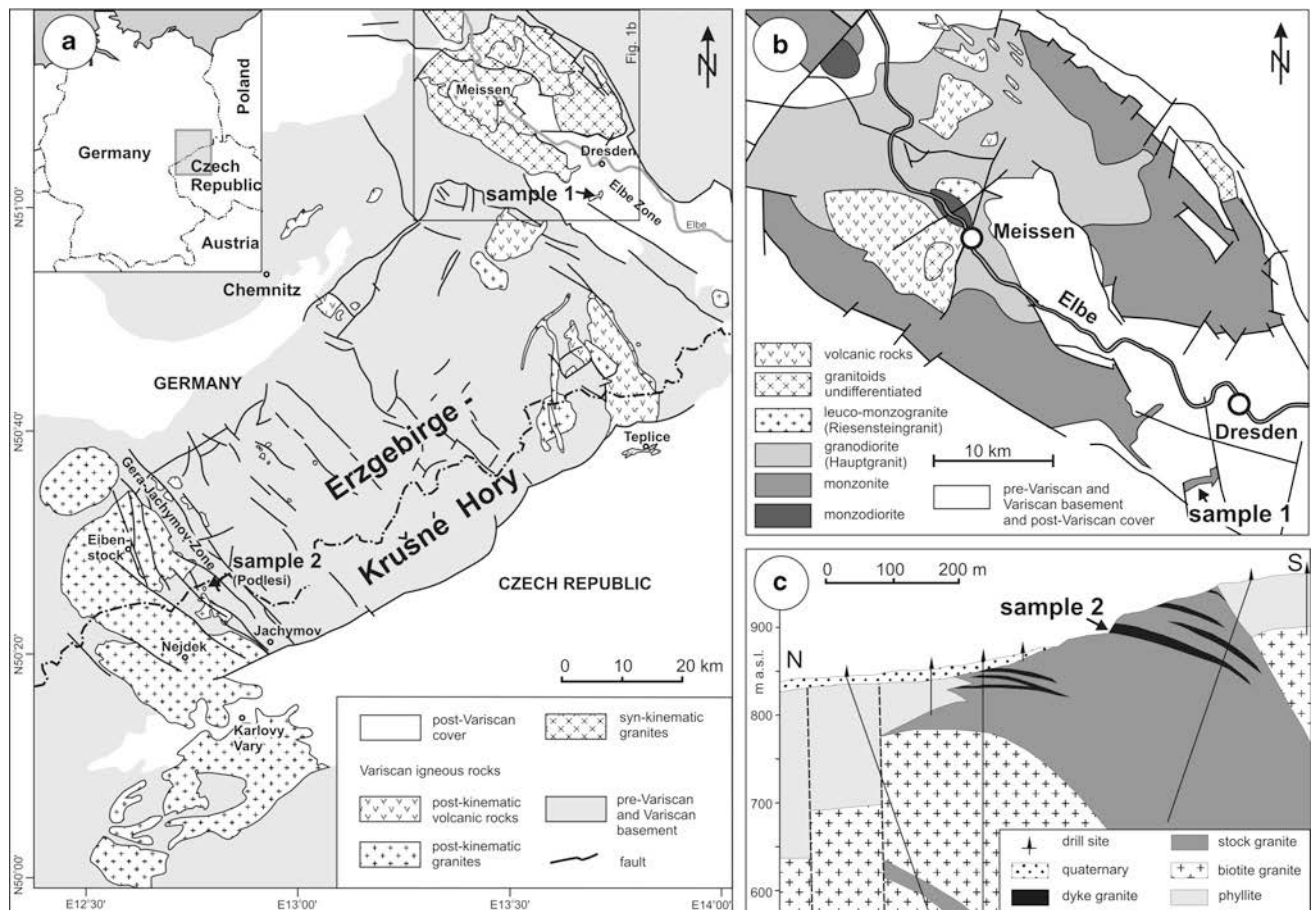 a
Poland
Germany
Czech
Republic
Austria
Fig. 1b
N
Meissen
Dresden
sample 1
Elbe Zone
Elbe
Chemnitz
GERMANY
Erzgebirge -
Krušne Hory
Teplice
Gera-Jachymov-Zone
Eiben-
stock
sample 2
(Podlesi)
CZECH REPUBLIC
Jachymov
Nejdek
Karlovy
Vary
0 10 20 km
post-Variscan
cover
Variscan igneous rocks
post-kinematic
volcanic rocks
post-kinematic
granites
syn-kinematic
granites
pre-Variscan
and Variscan
basement
fault
N51°00'
N50°40'
N50°20'
N50°00'
E12°30' E13°00' E13°30' E14°00'
b
N
Meissen
Elbe
Dresden
sample 1
volcanic rocks
granitoids
undifferentiated
leuco-monzogranite
(Riesensteingranit)
granodiorite
(Hauptgranit)
monzonite
monzodiorite
10 km
pre-Variscan and
Variscan basement
and post-Variscan cover
c
0 100 200 m
S
sample 2
N
m a.s.l.
900
800
700
600
drill site
quaternary
dyke granite
stock granite
biotite granite
phyllite